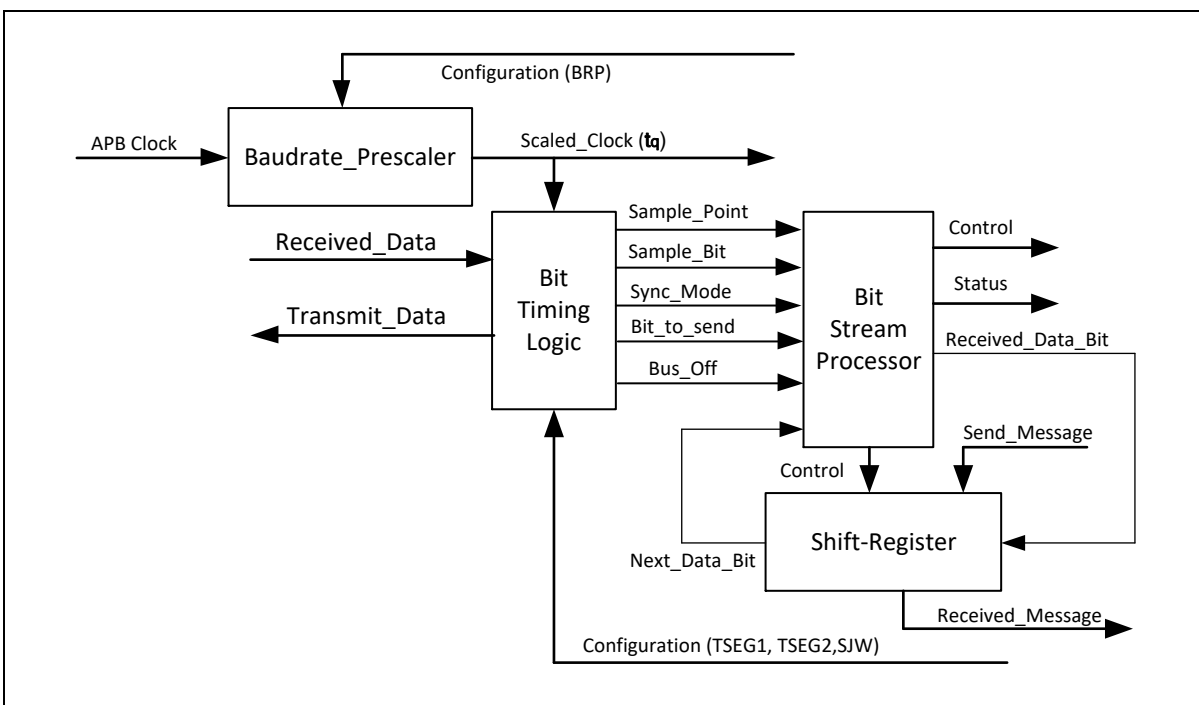 Configuration (BRP)
APB Clock
Baudrate_Prescaler
Scaled_Clock (tq)
Received_Data
Transmit_Data
Bit
Timing
Logic
Sample_Point
Sample_Bit
Sync_Mode
Bit_to_send
Bus_Off
Bit
Stream
Processor
Control
Status
Received_Data_Bit
Send_Message
Control
Shift-Register
Next_Data_Bit
Received_Message
Configuration (TSEG1, TSEG2,SJW)